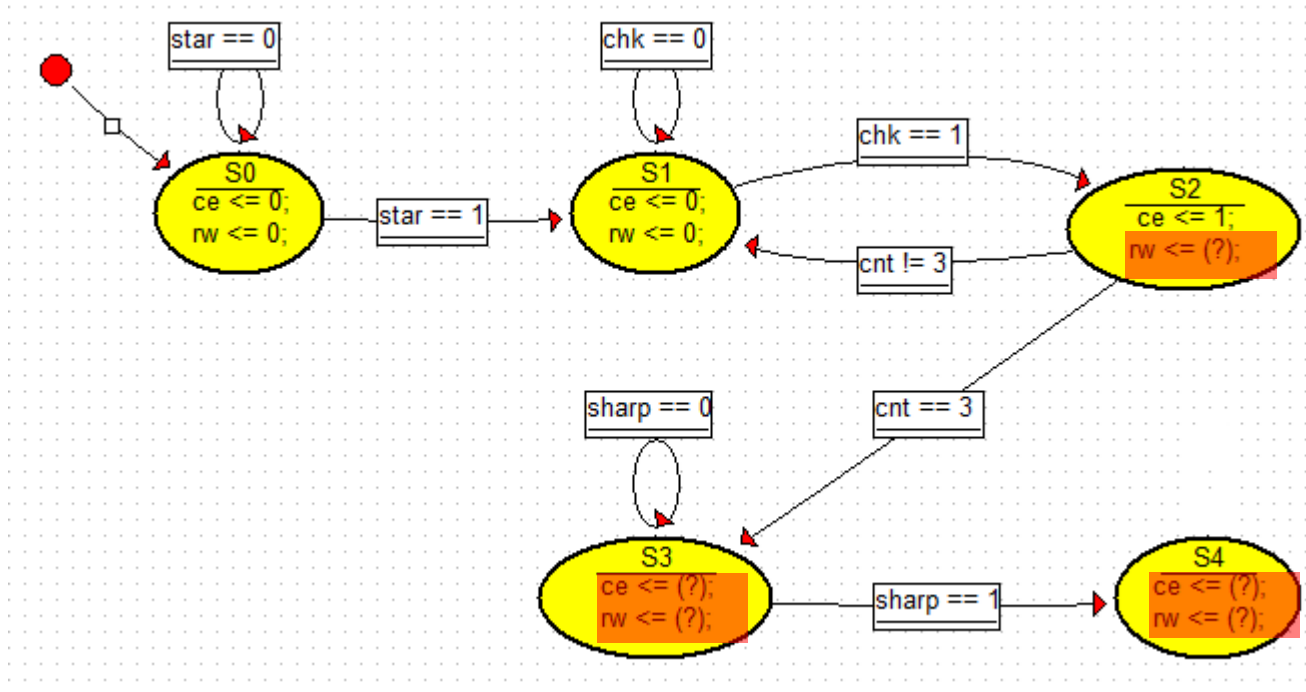 star == 0
chk == 0
chk == 1
S0
ce <= 0;
rw <= 0;
star == 1
S1
ce <= 0;
rw <= 0;
S2
ce <= 1;
rw <= (?);
cnt != 3
sharp == 0
cnt == 3
S3
ce <= (?);
rw <= (?);
sharp == 1
S4
ce <= (?);
rw <= (?);